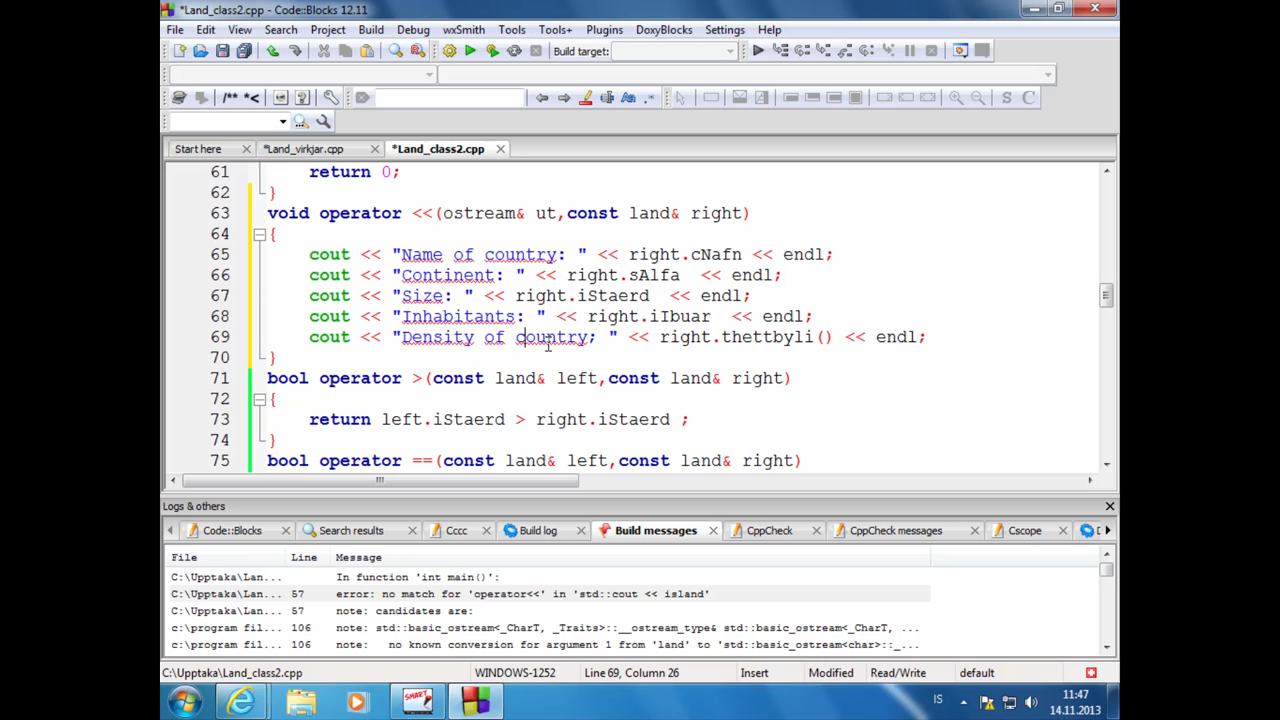 *Land_class2.cpp - Code::Blocks 12.11
File Edit View Search Project Build Debug wxSmith Tools Tools+ Plugins DoxyBlocks Settings Help
Build target:
/** *<
Aa .*
S C
Start here *Land_virkjar.cpp *Land_class2.cpp
61 return 0;
62 }
63 void operator <<(ostream& ut,const land& right)
64 {
65 cout << "Name of country: " << right.cNafn << endl;
66 cout << "Continent: " << right.sAlfa  << endl;
67 cout << "Size: " << right.iStaerd  << endl;
68 cout << "Inhabitants: " << right.iIbuar  << endl;
69 cout << "Density of country; " << right.thettbyli() << endl;
70 }
71 bool operator >(const land& left,const land& right)
72 {
73 return left.iStaerd > right.iStaerd ;
74 }
75 bool operator ==(const land& left,const land& right)
Logs & others
Code::Blocks Search results Cccc Build log Build messages CppCheck CppCheck messages Cscope D
File Line Message
C:\Upptaka\Lan... In function 'int main()':
C:\Upptaka\Lan... 57 error: no match for 'operator<<' in 'std::cout << island'
C:\Upptaka\Lan... 57 note: candidates are:
c:\program fil... 106 note: std::basic_ostream<_CharT, _Traits>::__ostream_type& std::basic_ostream<_CharT, ...
c:\program fil... 106 note:   no known conversion for argument 1 from 'land' to 'std::basic_ostream<char>::_...
C:\Upptaka\Land_class2.cpp WINDOWS-1252 Line 69, Column 26 Insert Modified Read/Write default
SMART IS 11:47
14.11.2013